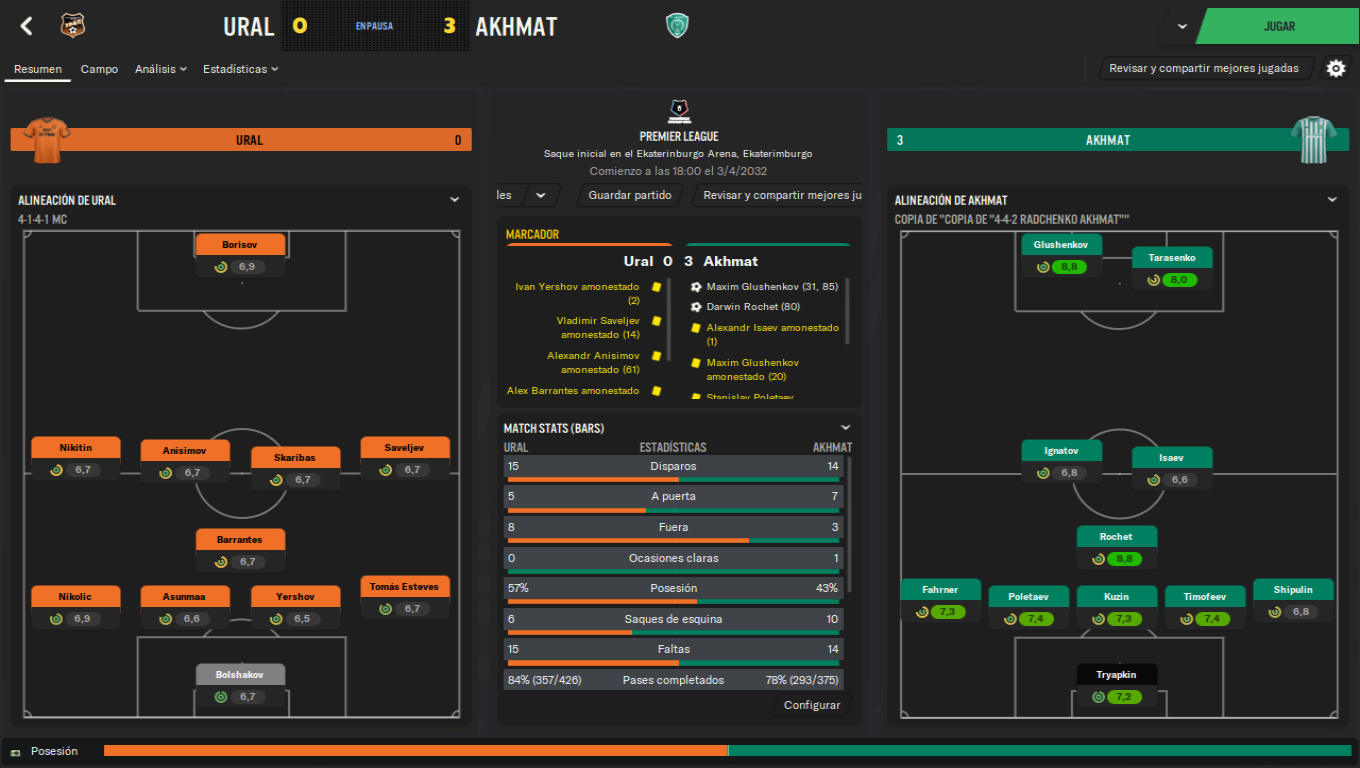 URAL
0
EN PAUSA
3
AKHMAT
JUGAR
Resumen
Campo
Análisis
Estadísticas
Revisar y compartir mejores jugadas
URAL
0
PREMIER LEAGUE
Saque inicial en el Ekaterinburgo Arena, Ekaterimburgo
Comienzo a las 18:00 el 3/4/2032
les
Guardar partido
Revisar y compartir mejores ju
3
AKHMAT
ALINEACIÓN DE URAL
4-1-4-1 MC
Borisov
6,9
Nikitin
6,7
Anisimov
6,7
Skaribas
6,7
Saveljev
6,7
Barrantes
6,7
Nikolic
6,9
Asunmaa
6,6
Yershov
6,5
Tomás Esteves
6,7
Bolshakov
6,7
MARCADOR
Ural 0 3 Akhmat
Ivan Yershov amonestado
(2)
Vladimir Saveljev
amonestado (14)
Alexandr Anisimov
amonestado (61)
Alex Barrantes amonestado
Maxim Glushenkov (31, 85)
Darwin Rochet (80)
Alexandr Isaev amonestado
(1)
Maxim Glushenkov
amonestado (20)
Stanislav Poletaev
MATCH STATS (BARS)
URAL ESTADÍSTICAS AKHMAT
15 Disparos 14
5 A puerta 7
8 Fuera 3
0 Ocasiones claras 1
57% Posesión 43%
6 Saques de esquina 10
15 Faltas 14
84% (357/426) Pases completados 78% (293/375)
Configurar
ALINEACIÓN DE AKHMAT
COPIA DE "COPIA DE "4-4-2 RADCHENKO AKHMAT""
Glushenkov
8,8
Tarasenko
8,0
Ignatov
6,8
Isaev
6,6
Rochet
8,8
Fahrner
7,3
Poletaev
7,4
Kuzin
7,3
Timofeev
7,4
Shipulin
6,8
Tryapkin
7,2
Posesión